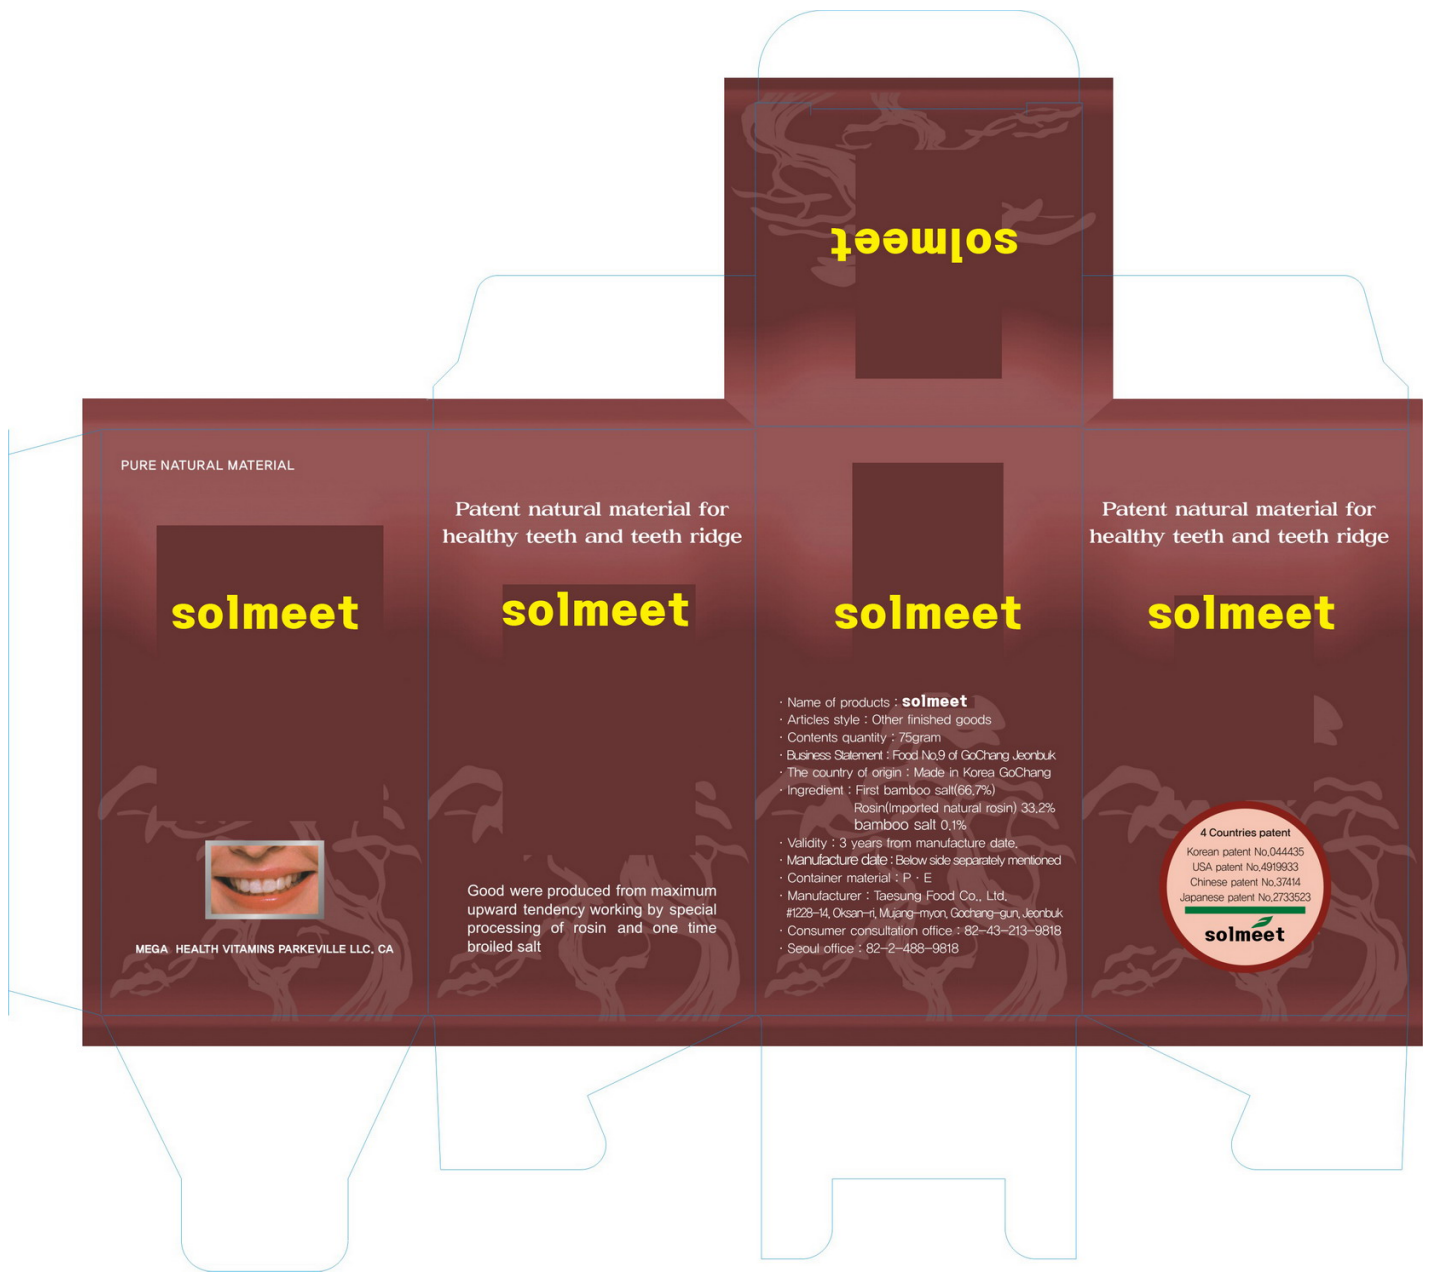 solmeet
PURE NATURAL MATERIAL
solmeet
MEGA HEALTH VITAMINS PARKEVILLE LLC. CA
Patent natural material for
healthy teeth and teeth ridge
solmeet
Good were produced from maximum
upward tendency working by special
processing of rosin and one time
broiled salt
solmeet
· Name of products : solmeet
· Articles style : Other finished goods
· Contents quantity : 75gram
· Business Statement : Food No.9 of GoChang Jeonbuk
· The country of origin : Made in Korea GoChang
· Ingredient : First bamboo salt(66.7%)
Rosin(Imported natural rosin) 33.2%
bamboo salt 0.1%
· Validity : 3 years from manufacture date.
· Manufacture date : Below side separately mentioned
· Container material : P · E
· Manufacturer : Taesung Food Co., Ltd.
#1228-14, Oksan-ri, Mujang-myon, Gochang-gun, Jeonbuk
· Consumer consultation office : 82-43-213-9818
· Seoul office : 82-2-488-9818
Patent natural material for
healthy teeth and teeth ridge
solmeet
4 Countries patent
Korean patent No.044435
USA patent No.4919933
Chinese patent No.37414
Japanese patent No.2733523
solmeet